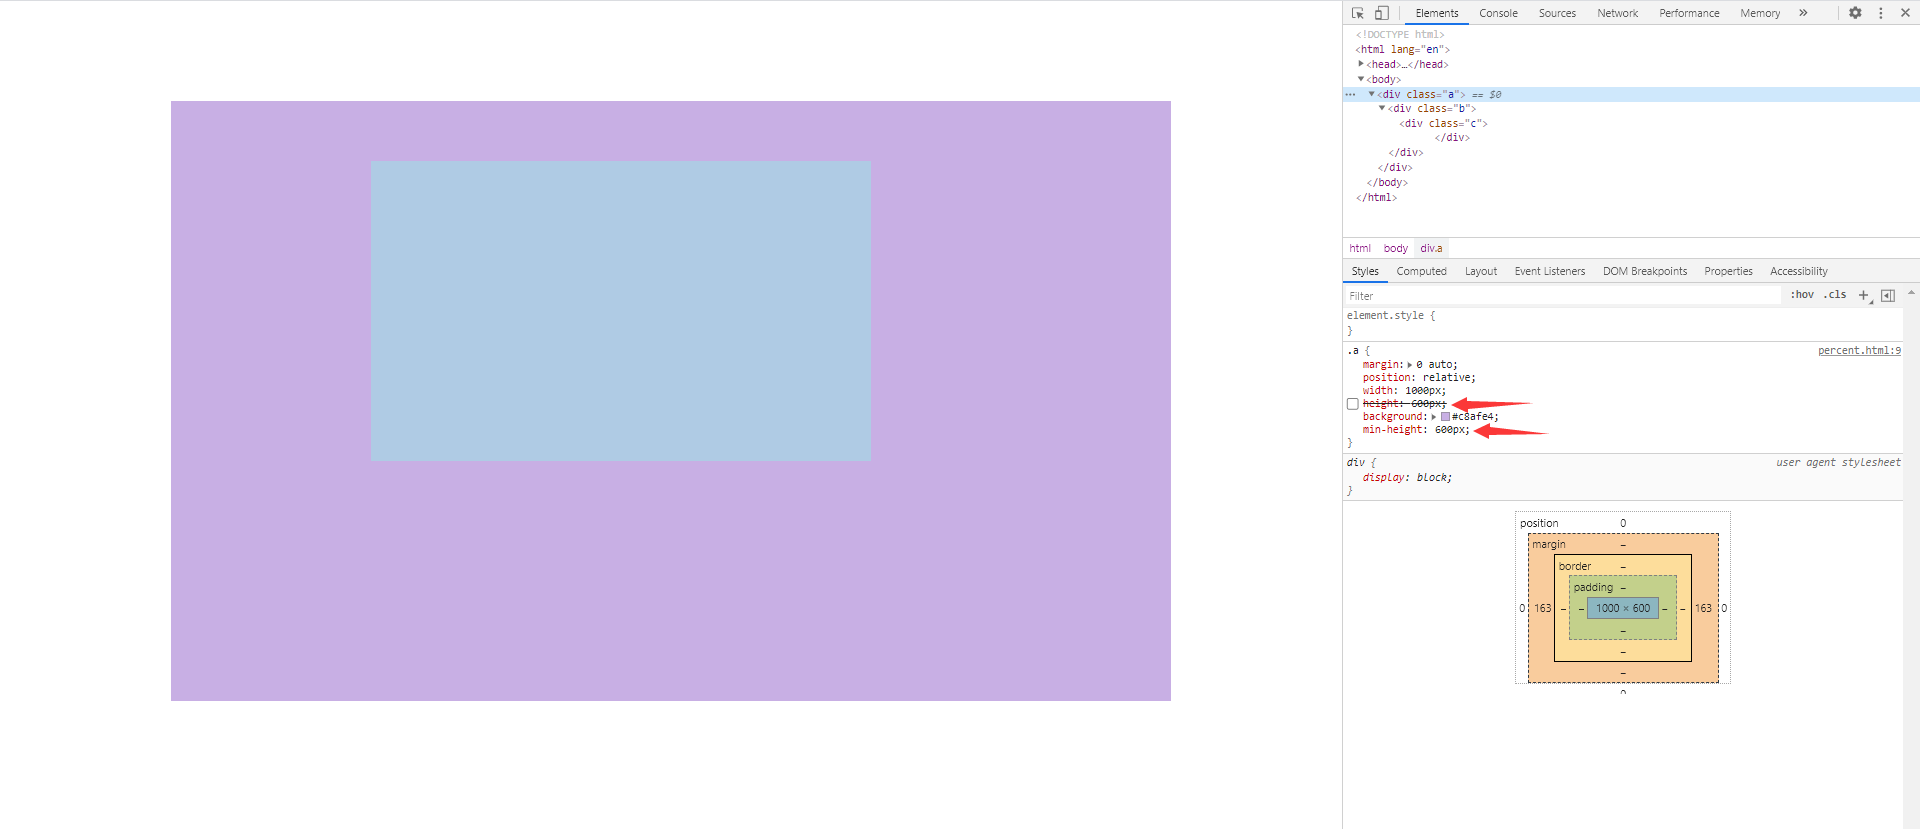 Elements Console Sources Network Performance Memory »
<!DOCTYPE html>
<html lang="en">
<head>…</head>
<body>
<div class="a"> == $0
<div class="b">
<div class="c">
</div>
</div>
</div>
</body>
</html>
html body div.a
Styles Computed Layout Event Listeners DOM Breakpoints Properties Accessibility
Filter :hov .cls +
element.style {
}
.a { percent.html:9
margin: 0 auto;
position: relative;
width: 1000px;
height: 600px;
background: #c8afe4;
min-height: 600px;
}
div { user agent stylesheet
display: block;
}
position 0
margin –
border –
padding –
0 163 – – 1000 × 600 – – 163 0
–
–
–
0